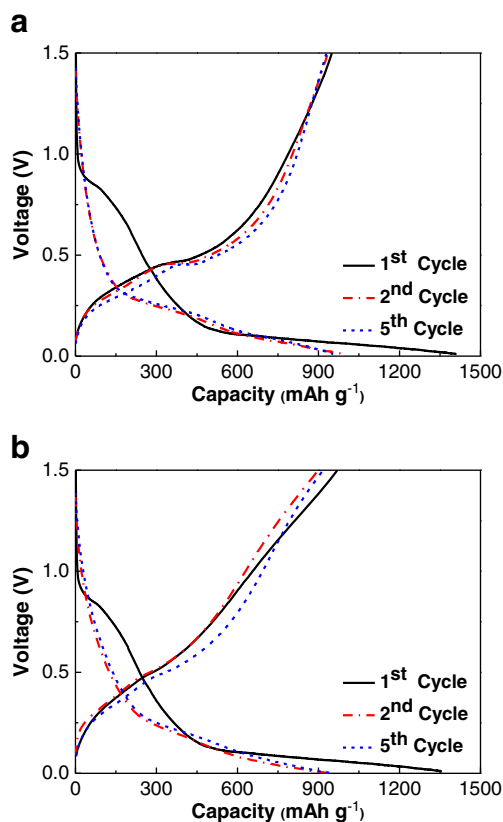 a
1.5
1.0
0.5
0.0
Voltage (V)
1st Cycle
2nd Cycle
5th Cycle
0 300 600 900 1200 1500
Capacity (mAh g-1)
b
1.5
1.0
0.5
0.0
Voltage (V)
1st Cycle
2nd Cycle
5th Cycle
0 300 600 900 1200 1500
Capacity (mAh g-1)